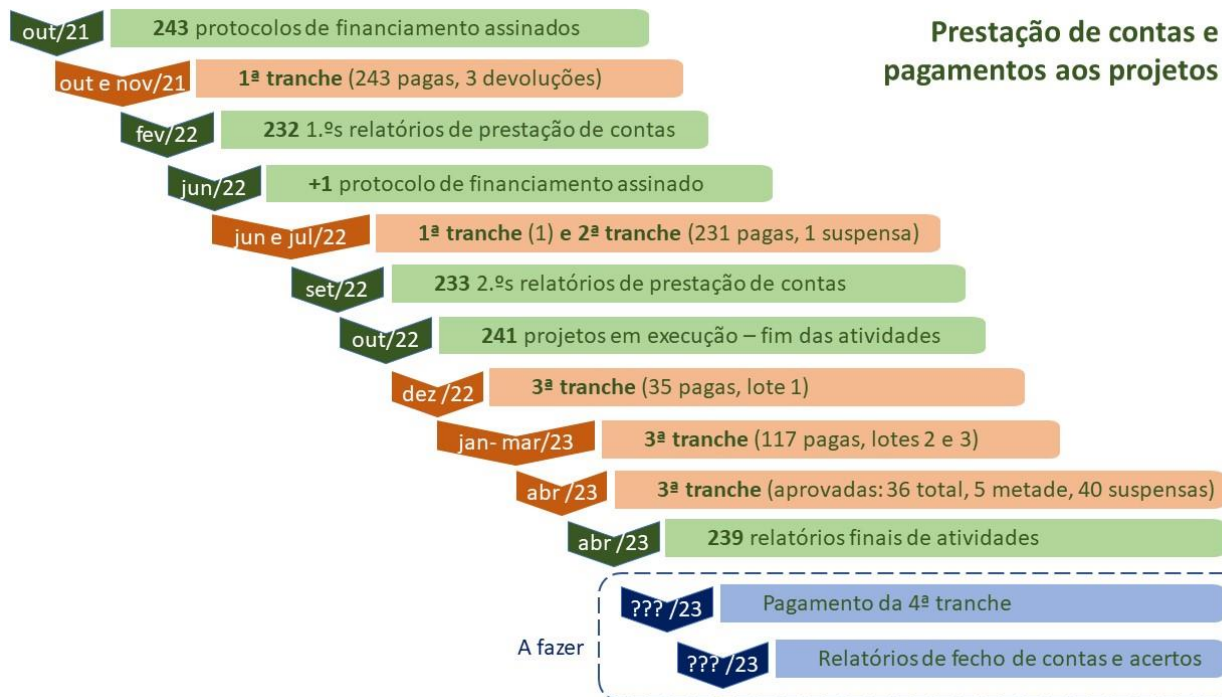 Prestação de contas e
pagamentos aos projetos
out/21 243 protocolos de financiamento assinados
out e nov/21 1ª tranche (243 pagas, 3 devoluções)
fev/22 232 1.ºs relatórios de prestação de contas
jun/22 +1 protocolo de financiamento assinado
jun e jul/22 1ª tranche (1) e 2ª tranche (231 pagas, 1 suspensa)
set/22 233 2.ºs relatórios de prestação de contas
out/22 241 projetos em execução – fim das atividades
dez /22 3ª tranche (35 pagas, lote 1)
jan- mar/23 3ª tranche (117 pagas, lotes 2 e 3)
abr /23 3ª tranche (aprovadas: 36 total, 5 metade, 40 suspensas)
abr /23 239 relatórios finais de atividades
A fazer
??? /23 Pagamento da 4ª tranche
??? /23 Relatórios de fecho de contas e acertos